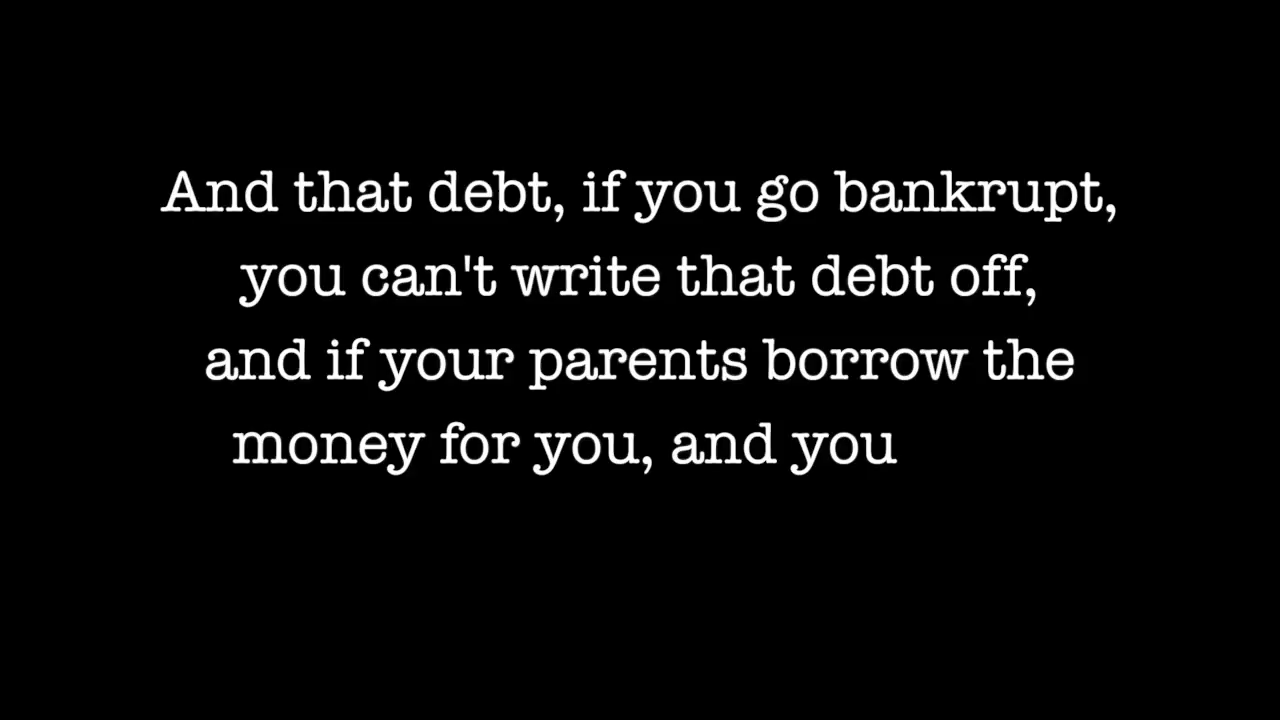 And that debt, if you go bankrupt,
you can't write that debt off,
and if your parents borrow the
money for you, and you